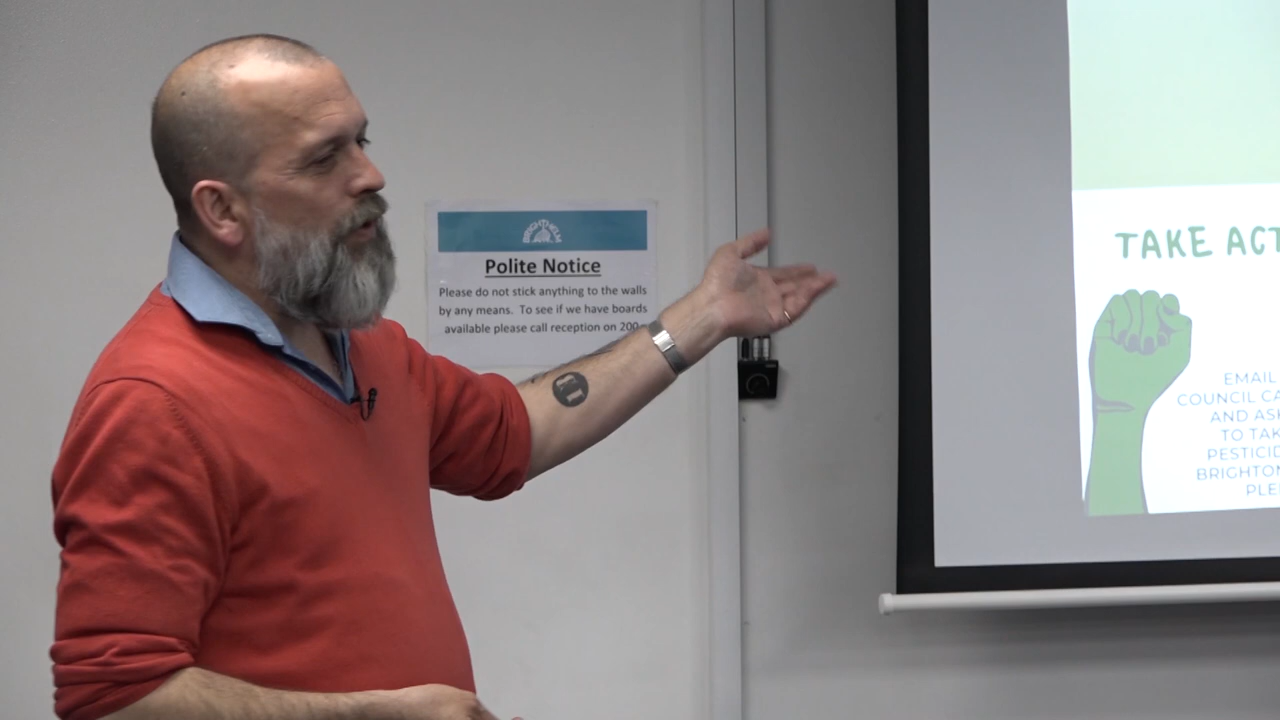 BRIGHTHELM
Polite Notice
Please do not stick anything to the walls
by any means. To see if we have boards
available please call reception on 200
TAKE ACT
EMAIL
COUNCIL CA
AND ASK
TO TAK
PESTICID
BRIGHTON
PLE